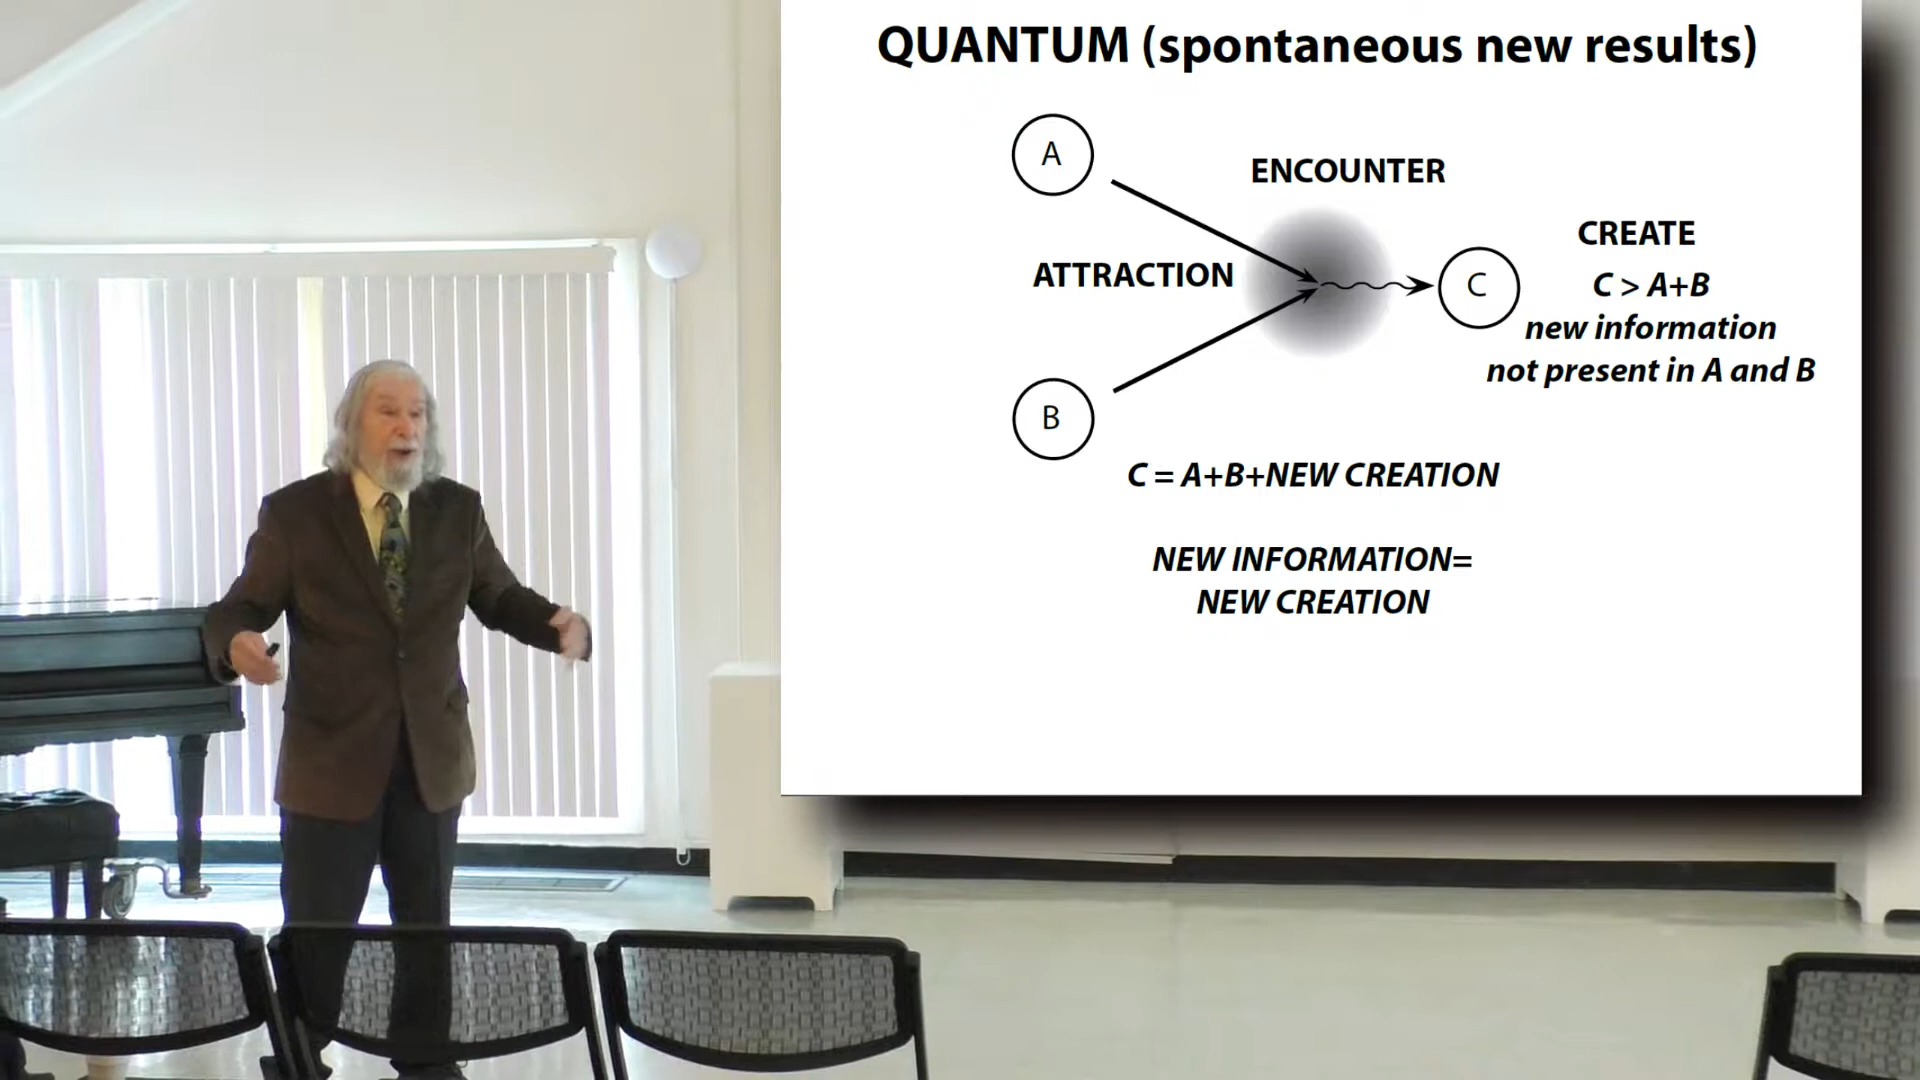 QUANTUM (spontaneous new results)
A
ENCOUNTER
CREATE
ATTRACTION
C
C > A+B
new information
not present in A and B
B
C = A+B+NEW CREATION
NEW INFORMATION=
NEW CREATION